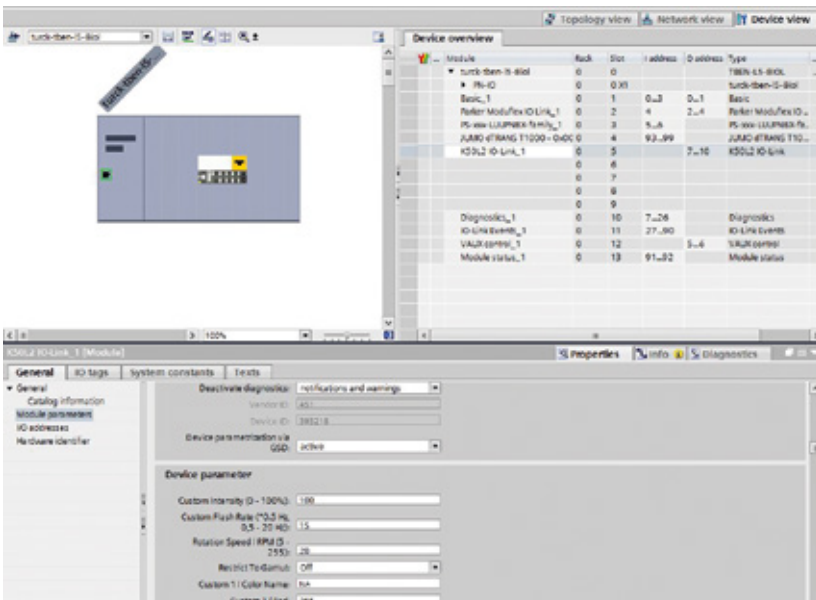 Topology view Network view Device view
turck-tben-l5-8iol
Device overview
Module Rack Slot I address Q address Type
turck-tben-l5-8iol 0 0 TBEN-L5-8IOL
PN-IO 0 0 X1 turck-tben-l5-8iol
Basic_1 0 1 0...3 0...1 Basic
Parker Moduflex IO Link_1 0 2 4 2...4 Parker Moduflex IO ...
0 3 5...6
JUMO dTRANS T1000 - 0x00 0 4 93...99 JUMO dTRANS T10...
K50L2 IO-Link_1 0 5 7...10 K50L2 IO-Link
0 6
0 7
0 8
0 9
Diagnostics_1 0 10 7...26 Diagnostics
IO-Link Events_1 0 11 27...90 IO-Link Events
VAUX control_1 0 12 5...6 VAUX control
Module status_1 0 13 91...92 Module status
turck-tben-l5-...
100%
K50L2 IO-Link_1 [Module]
Properties Info Diagnostics
General IO tags System constants Texts
General
Catalog information
Module parameters
I/O addresses
Hardware identifier
Deactivate diagnostics: notifications and warnings
Vendor ID: 451
Device ID: 393218
Device parametrization via
GSD: active
Device parameter
Custom Intensity (0 - 100%): 100
Custom Flash Rate (*0.5 Hz,
0,5 - 20 Hz): 15
Rotation Speed / RPM (5 -
255): 20
Restrict To Gamut: Off
Custom 1 / Color Name: NA